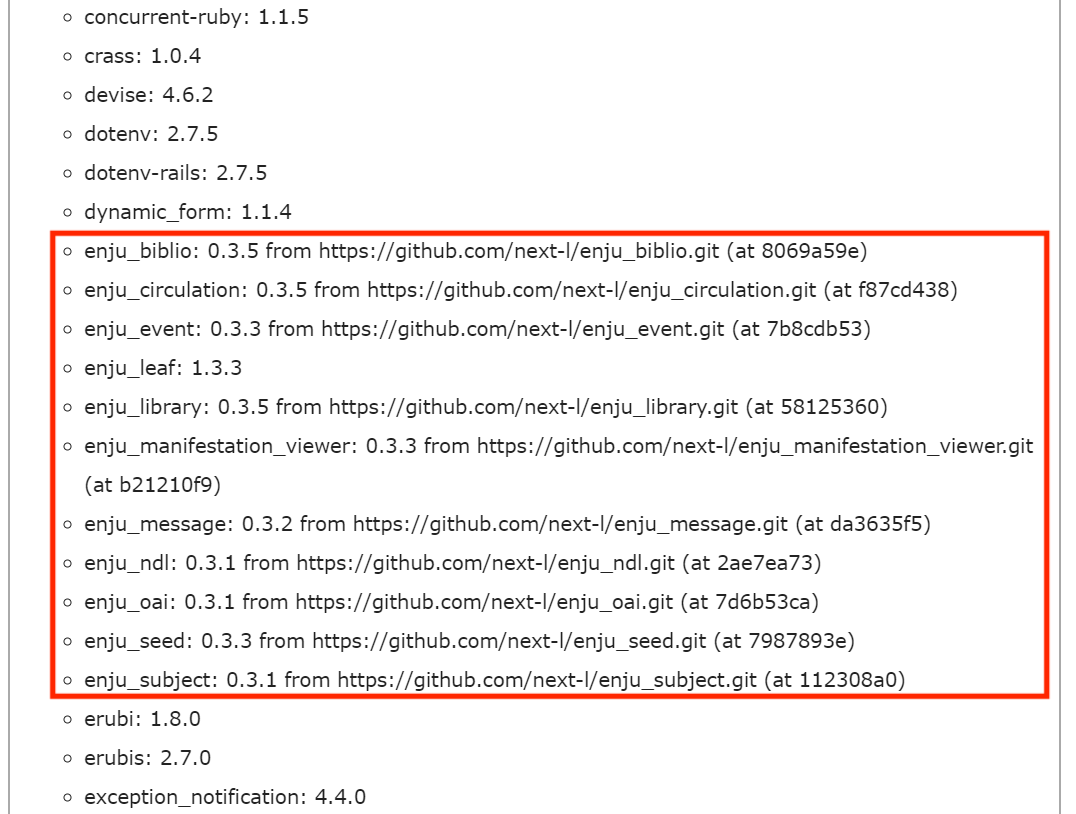 concurrent-ruby: 1.1.5
crass: 1.0.4
devise: 4.6.2
dotenv: 2.7.5
dotenv-rails: 2.7.5
dynamic_form: 1.1.4
enju_biblio: 0.3.5 from https://github.com/next-l/enju_biblio.git (at 8069a59e)
enju_circulation: 0.3.5 from https://github.com/next-l/enju_circulation.git (at f87cd438)
enju_event: 0.3.3 from https://github.com/next-l/enju_event.git (at 7b8cdb53)
enju_leaf: 1.3.3
enju_library: 0.3.5 from https://github.com/next-l/enju_library.git (at 58125360)
enju_manifestation_viewer: 0.3.3 from https://github.com/next-l/enju_manifestation_viewer.git
(at b21210f9)
enju_message: 0.3.2 from https://github.com/next-l/enju_message.git (at da3635f5)
enju_ndl: 0.3.1 from https://github.com/next-l/enju_ndl.git (at 2ae7ea73)
enju_oai: 0.3.1 from https://github.com/next-l/enju_oai.git (at 7d6b53ca)
enju_seed: 0.3.3 from https://github.com/next-l/enju_seed.git (at 7987893e)
enju_subject: 0.3.1 from https://github.com/next-l/enju_subject.git (at 112308a0)
erubi: 1.8.0
erubis: 2.7.0
exception_notification: 4.4.0